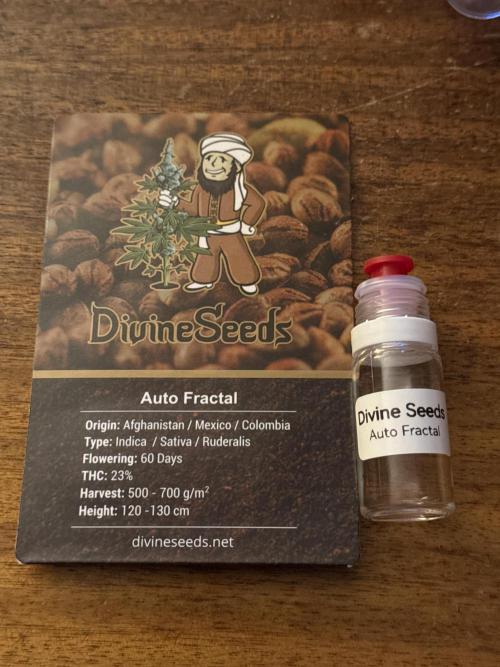 DivineSeeds
Auto Fractal
Origin: Afghanistan / Mexico / Colombia
Type: Indica / Sativa / Ruderalis
Flowering: 60 Days
THC: 23%
Harvest: 500 - 700 g/m²
Height: 120 -130 cm
divineseeds.net
Divine Seeds
Auto Fractal